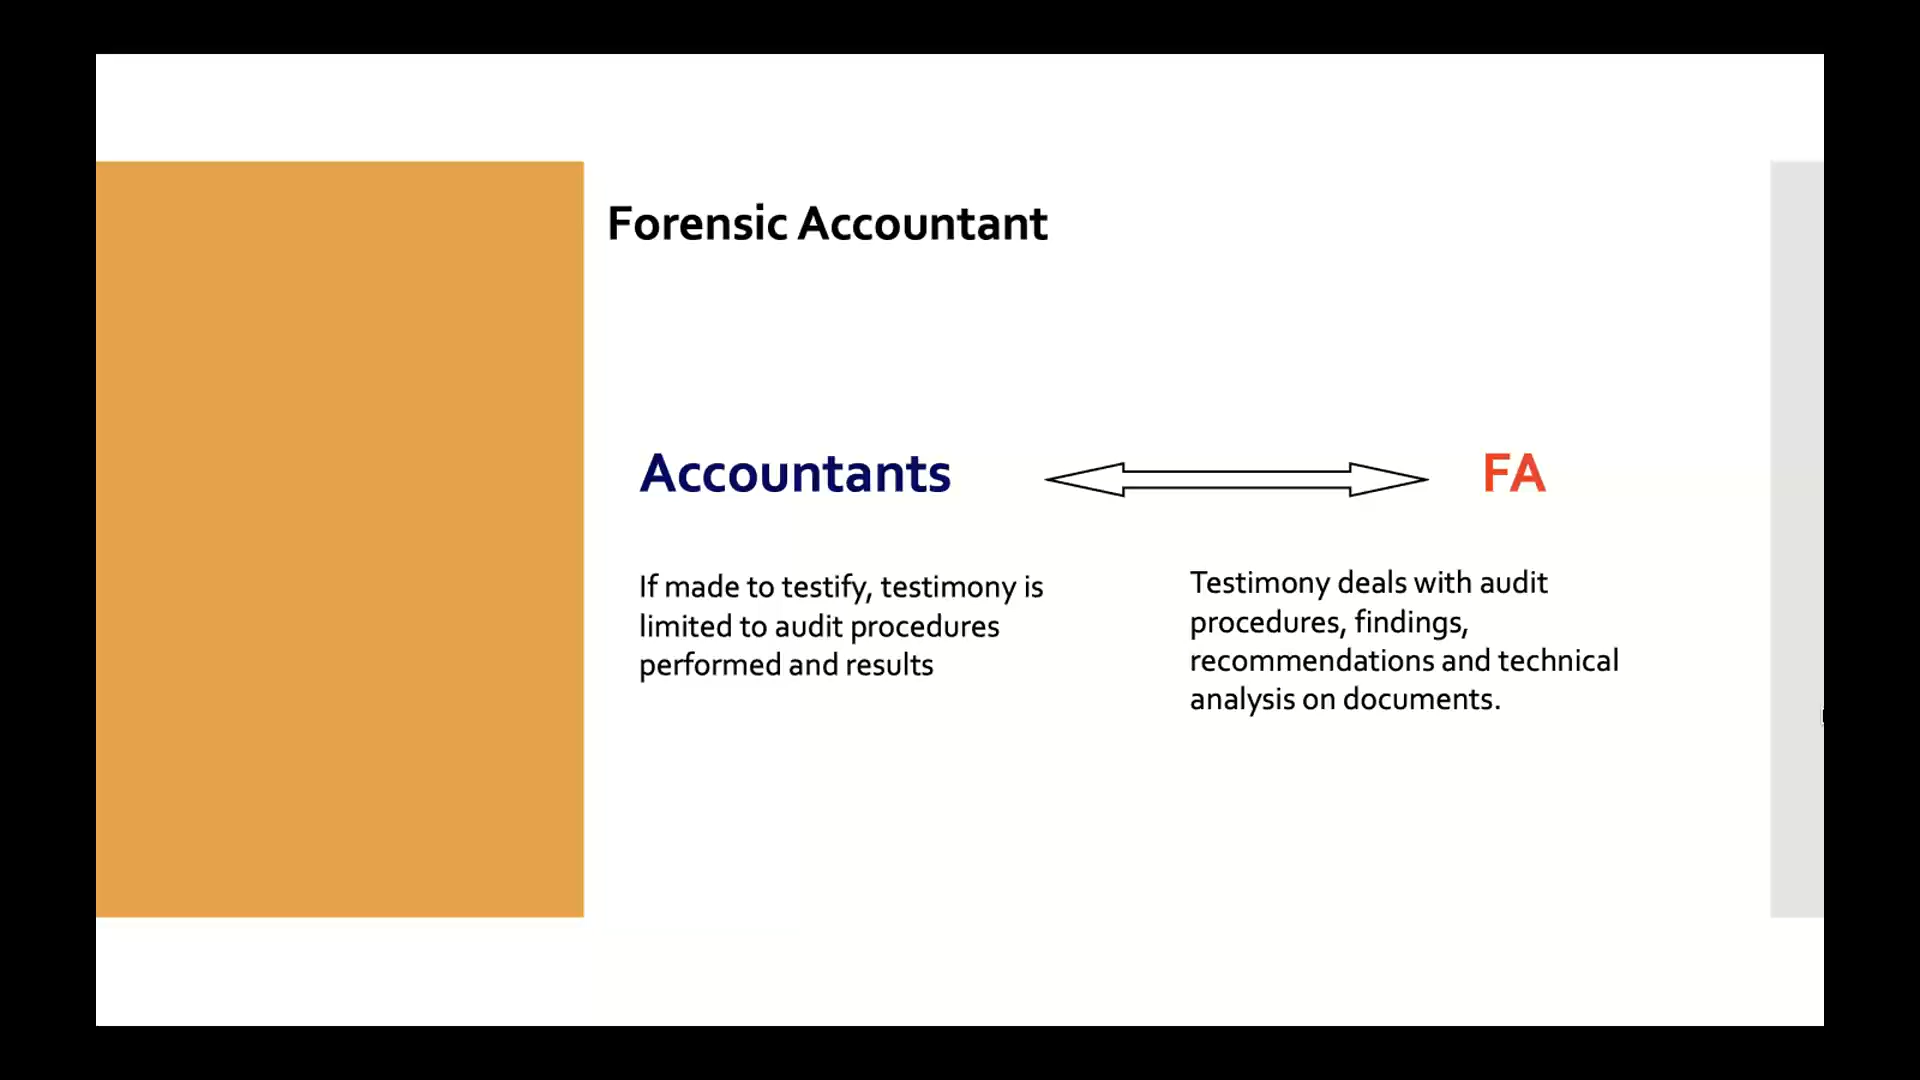 Forensic Accountant
Accountants
FA
If made to testify, testimony is
limited to audit procedures
performed and results
Testimony deals with audit
procedures, findings,
recommendations and technical
analysis on documents.